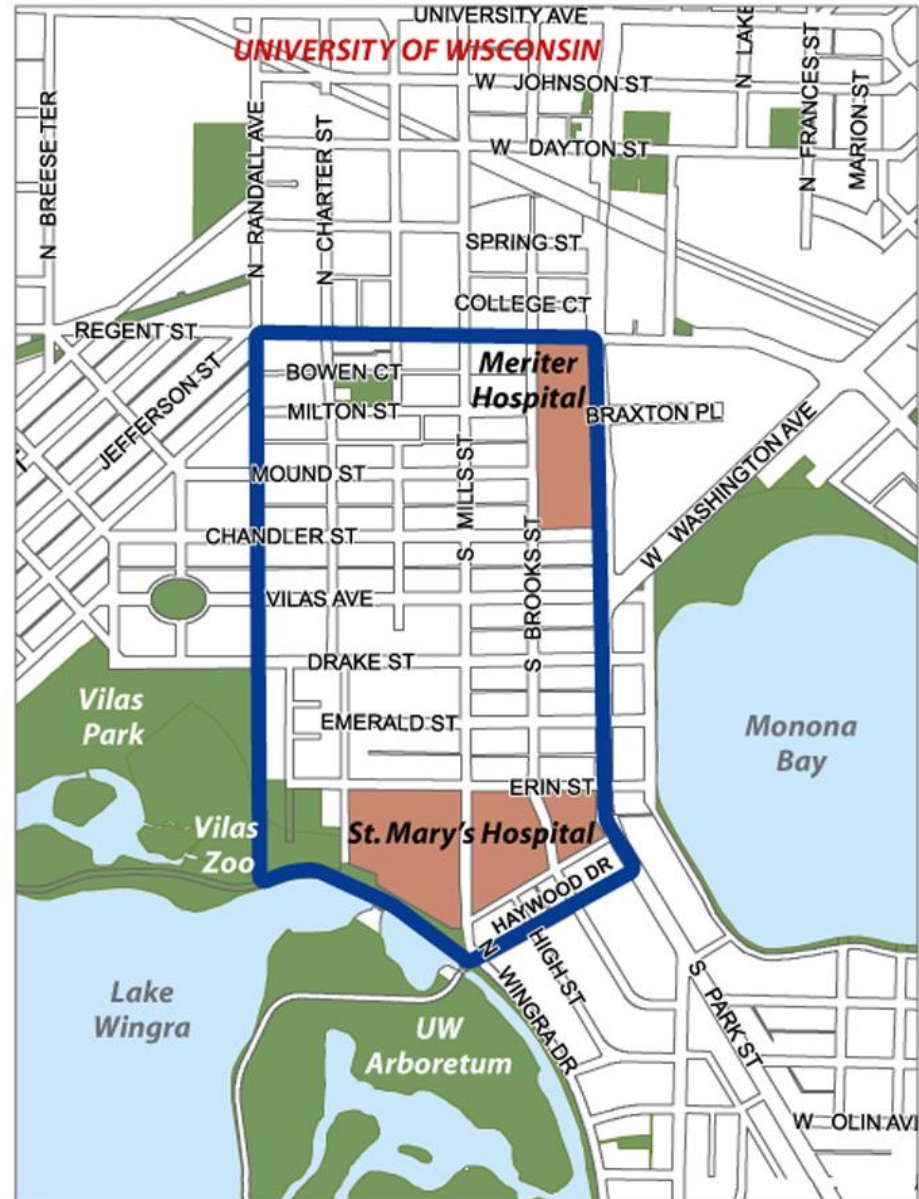 UNIVERSITY AVE
UNIVERSITY OF WISCONSIN
W JOHNSON ST
N LAKE
N FRANCES ST
MARION ST
N BREESE TER
N RANDALL AVE
N CHARTER ST
W DAYTON ST
SPRING ST
COLLEGE CT
REGENT ST
JEFFERSON ST
BOWEN CT
Meriter
Hospital
MILTON ST
BRAXTON PL
MOUND ST
S MILLS ST
W WASHINGTON AVE
CHANDLER ST
S BROOKS ST
VILAS AVE
DRAKE ST
Vilas
Park
EMERALD ST
Monona
Bay
ERIN ST
Vilas
Zoo
St. Mary's Hospital
HAYWOOD DR
N WINGRA DR
HIGH ST
S PARK ST
Lake
Wingra
UW
Arboretum
W OLIN AV